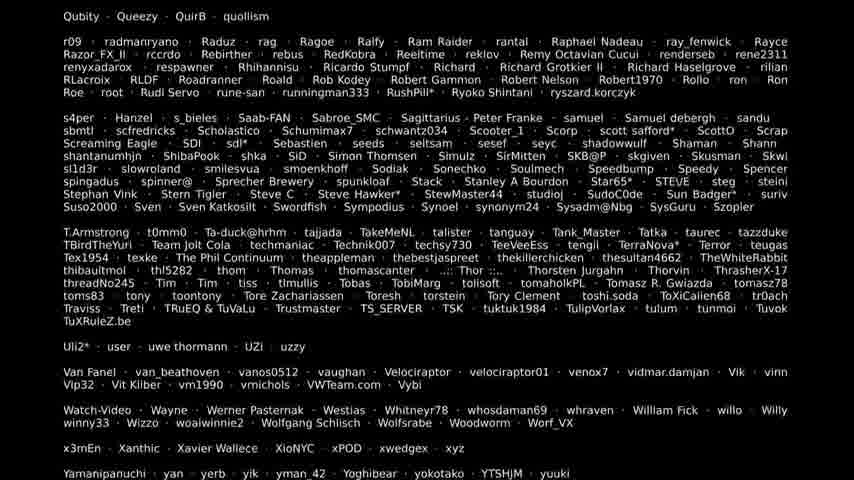 Qubity · Queezy · QuirB · quollism
r09 · radmanryano · Raduz · rag · Ragoe · Ralfy · Ram Raider · rantal · Raphael Nadeau · ray_fenwick · Rayce
Razor_FX_II · rccrdo · Rebirther · rebus · RedKobra · Reeltime · reklov · Remy Octavian Cucui · renderseb · rene2311
renyxadarox · respawner · Rhihannisu · Ricardo Stumpf · Richard · Richard Grotkier II · Richard Haselgrove · rilian
RLacroix · RLDF · Roadranner · Roald · Rob Kodey · Robert Gammon · Robert Nelson · Robert1970 · Rollo · ron · Ron
Roe · root · Rudi Servo · rune-san · runningman333 · RushPill* · Ryoko Shintani · ryszard.korczyk
s4per · Hanzel · s_bieles · Saab-FAN · Sabroe_SMC · Sagittarius - Peter Franke · samuel · Samuel debergh · sandu
sbmtl · scfredricks · Scholastico · Schumimax7 · schwantz034 · Scooter_1 · Scorp · scott safford* · ScottO · Scrap
Screaming Eagle · SDI · sdl* · Sebastien · seeds · seltsam · sesef · seyc · shadowwulf · Shaman · Shann
shantanumhjn · ShibaPook · shka · SiD · Simon Thomsen · Simulz · SirMitten · SKB@P · skgiven · Skusman · Skwi
sl1d3r · slowroland · smilesvua · smoenkhoff · Sodiak · Sonechko · Soulmech · Speedbump · Speedy · Spencer
spingadus · spinner@ · Sprecher Brewery · spunkloaf · Stack · Stanley A Bourdon · Star65* · STE\/E · steg · steini
Stephan Vink · Stern Tigler · Steve C · Steve Hawker* · StewMaster44 · studioj · SudoC0de · Sun Badger* · suriv
Suso2000 · Sven · Sven Katkosilt · Swordfish · Sympodius · Synoel · synonym24 · Sysadm@Nbg · SysGuru · Szopler
T.Armstrong · t0mm0 · Ta-duck@hrhm · tajjada · TakeMeNL · talister · tanguay · Tank_Master · Tatka · taurec · tazzduke
TBirdTheYuri · Team Jolt Cola · techmaniac · Technik007 · techsy730 · TeeVeeEss · tengii · TerraNova* · Terror · teugas
Tex1954 · texke · The Phil Continuum · theappleman · thebestjaspreet · thekillerchicken · thesultan4662 · TheWhiteRabbit
thibaultmol · thl5282 · thom · Thomas · thomascanter · ..:: Thor ::.. · Thorsten Jurgahn · Thorvin · ThrasherX-17
threadNo245 · Tim · Tim · tiss · tlmullis · Tobas · TobiMarg · tolisoft · tomaholkPL · Tomasz R. Gwiazda · tomasz78
toms83 · tony · toontony · Tore Zachariassen · Toresh · torstein · Tory Clement · toshi.soda · ToXiCalien68 · tr0ach
Traviss · Treti · TRuEQ & TuVaLu · Trustmaster · TS_SERVER · TSK · tuktuk1984 · TulipVorlax · tulum · tunmoi · Tuvok
TuXRuleZ.be
Uli2* · user · uwe thormann · UZi · uzzy
Van Fanel · van_beathoven · vanos0512 · vaughan · Velociraptor · velociraptor01 · venox7 · vidmar.damjan · Vik · vinn
Vip32 · Vit Kliber · vm1990 · vmichols · VWTeam.com · Vybi
Watch-Video · Wayne · Werner Pasternak · Westias · Whitneyr78 · whosdaman69 · whraven · William Fick · willo · Willy
winny33 · Wizzo · woaiwinnie2 · Wolfgang Schlisch · Wolfsrabe · Woodworm · Worf_VX
x3mEn · Xanthic · Xavier Wallece · XioNYC · xPOD · xwedgex · xyz
Yamanipanuchi · yan · yerb · yik · yman_42 · Yoghibear · yokotako · YTSHJM · yuuki